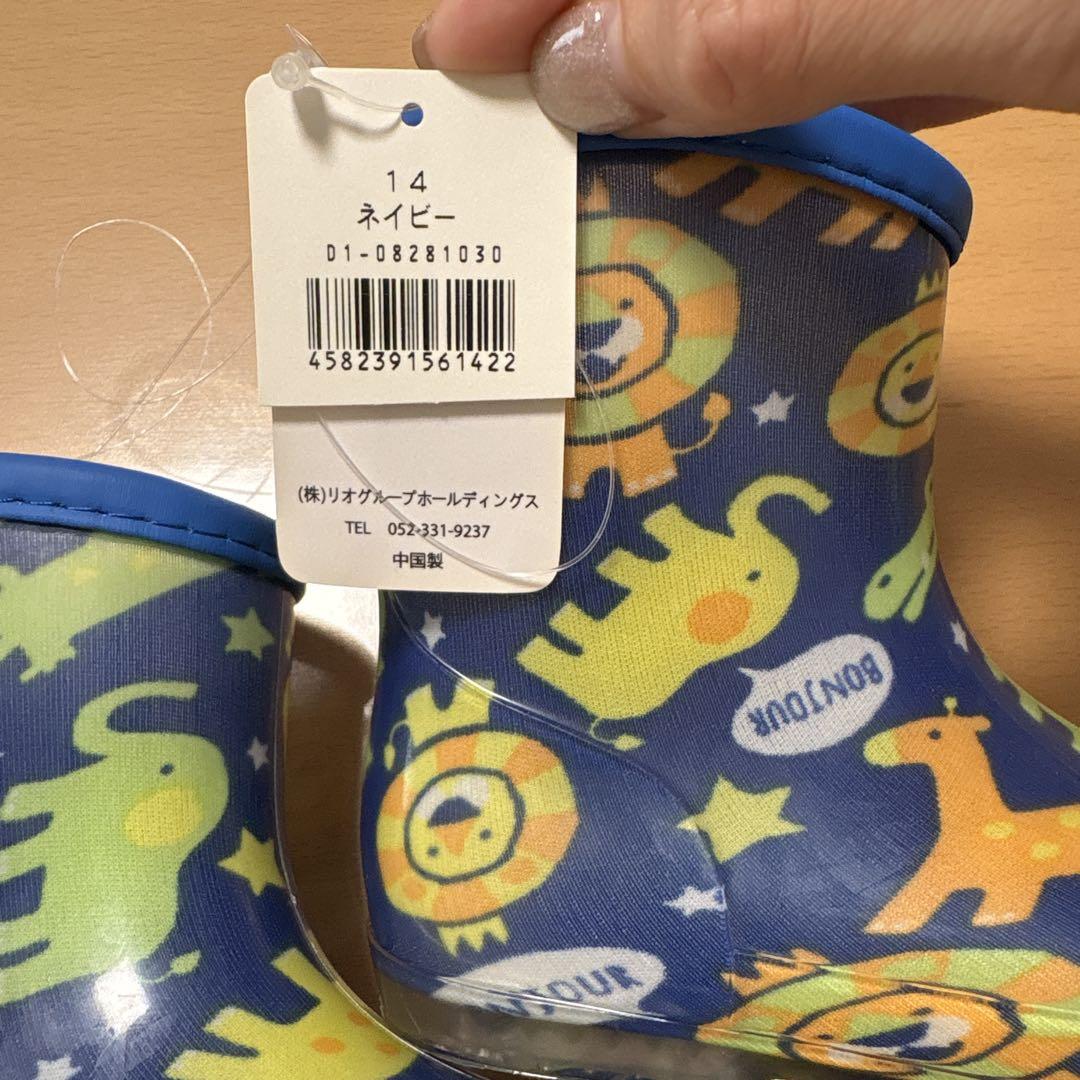 14
ネイビー
D1-08281030
4582391561422
(株)リオグループホールディングス
TEL 052-331-9237
中国製
BONJOUR
BONJOUR